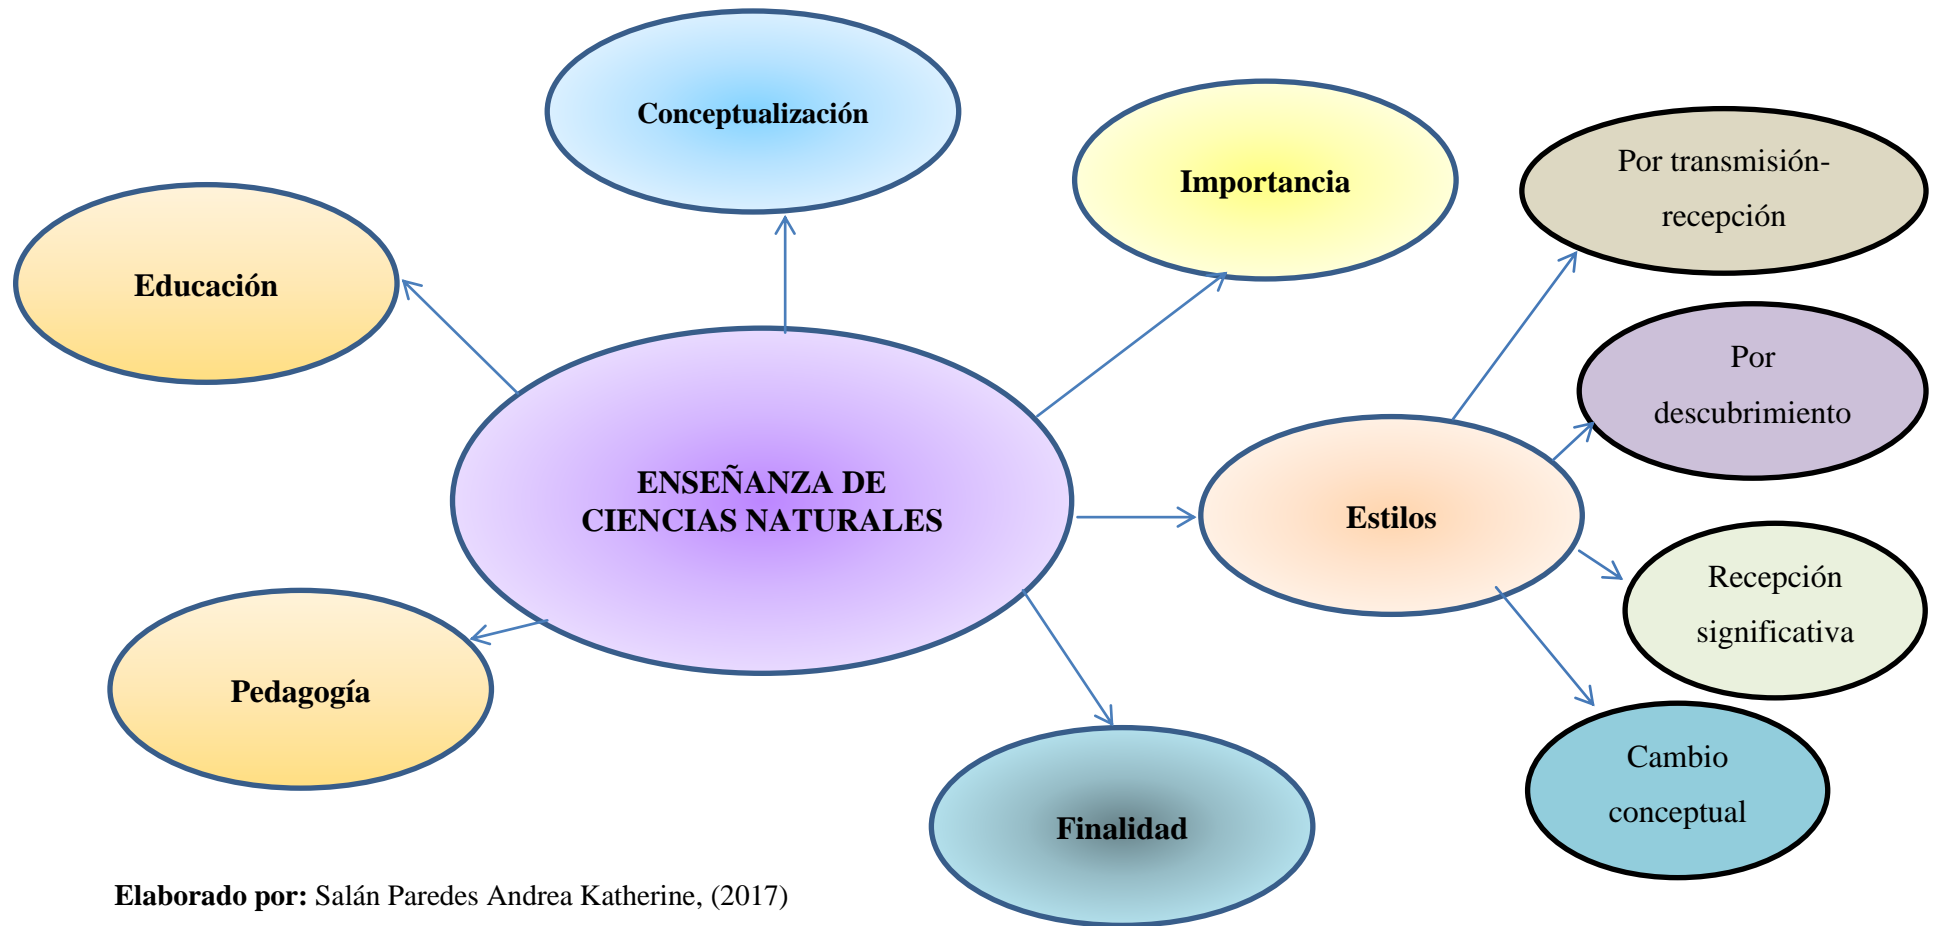 Conceptualización
Importancia
Por transmisión-
recepción
Educación
Por
descubrimiento
ENSEÑANZA DE
CIENCIAS NATURALES
Estilos
Recepción
significativa
Pedagogía
Cambio
conceptual
Finalidad
Elaborado por: Salán Paredes Andrea Katherine, (2017)